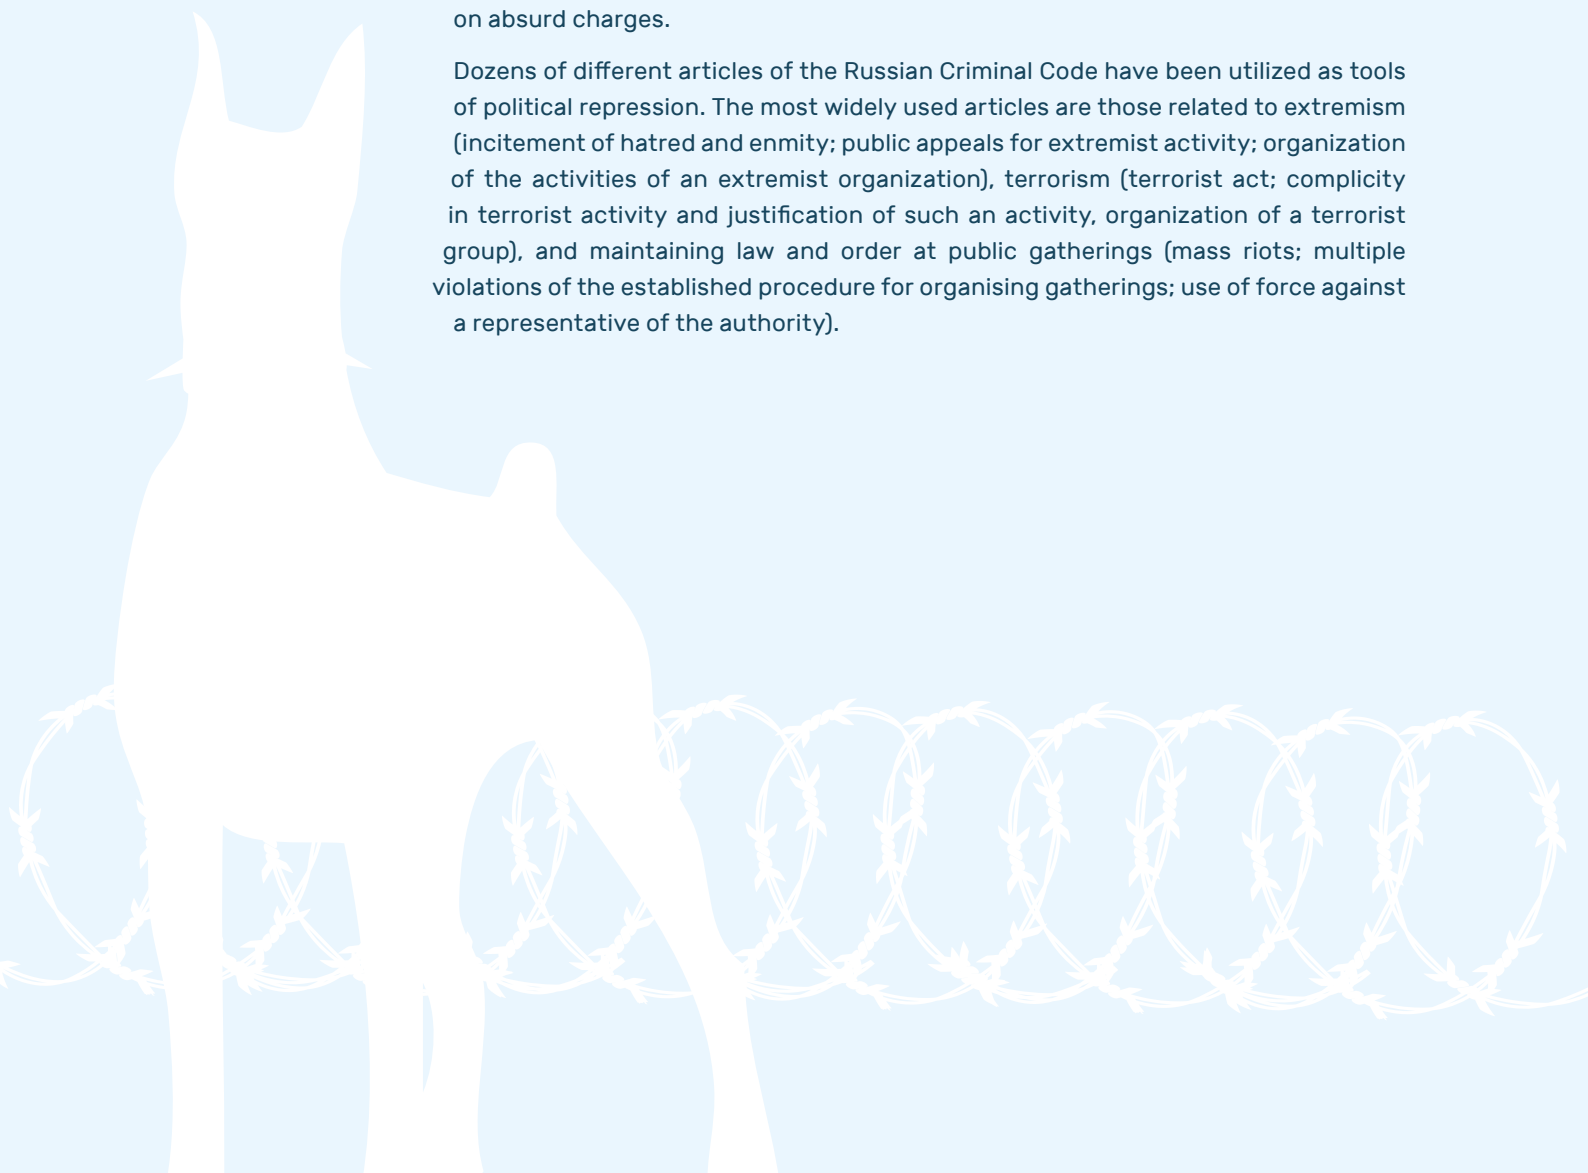 on absurd charges.
Dozens of different articles of the Russian Criminal Code have been utilized as tools
of political repression. The most widely used articles are those related to extremism
(incitement of hatred and enmity; public appeals for extremist activity; organization
of the activities of an extremist organization), terrorism (terrorist act; complicity
in terrorist activity and justification of such an activity, organization of a terrorist
group), and maintaining law and order at public gatherings (mass riots; multiple
violations of the established procedure for organising gatherings; use of force against
a representative of the authority).